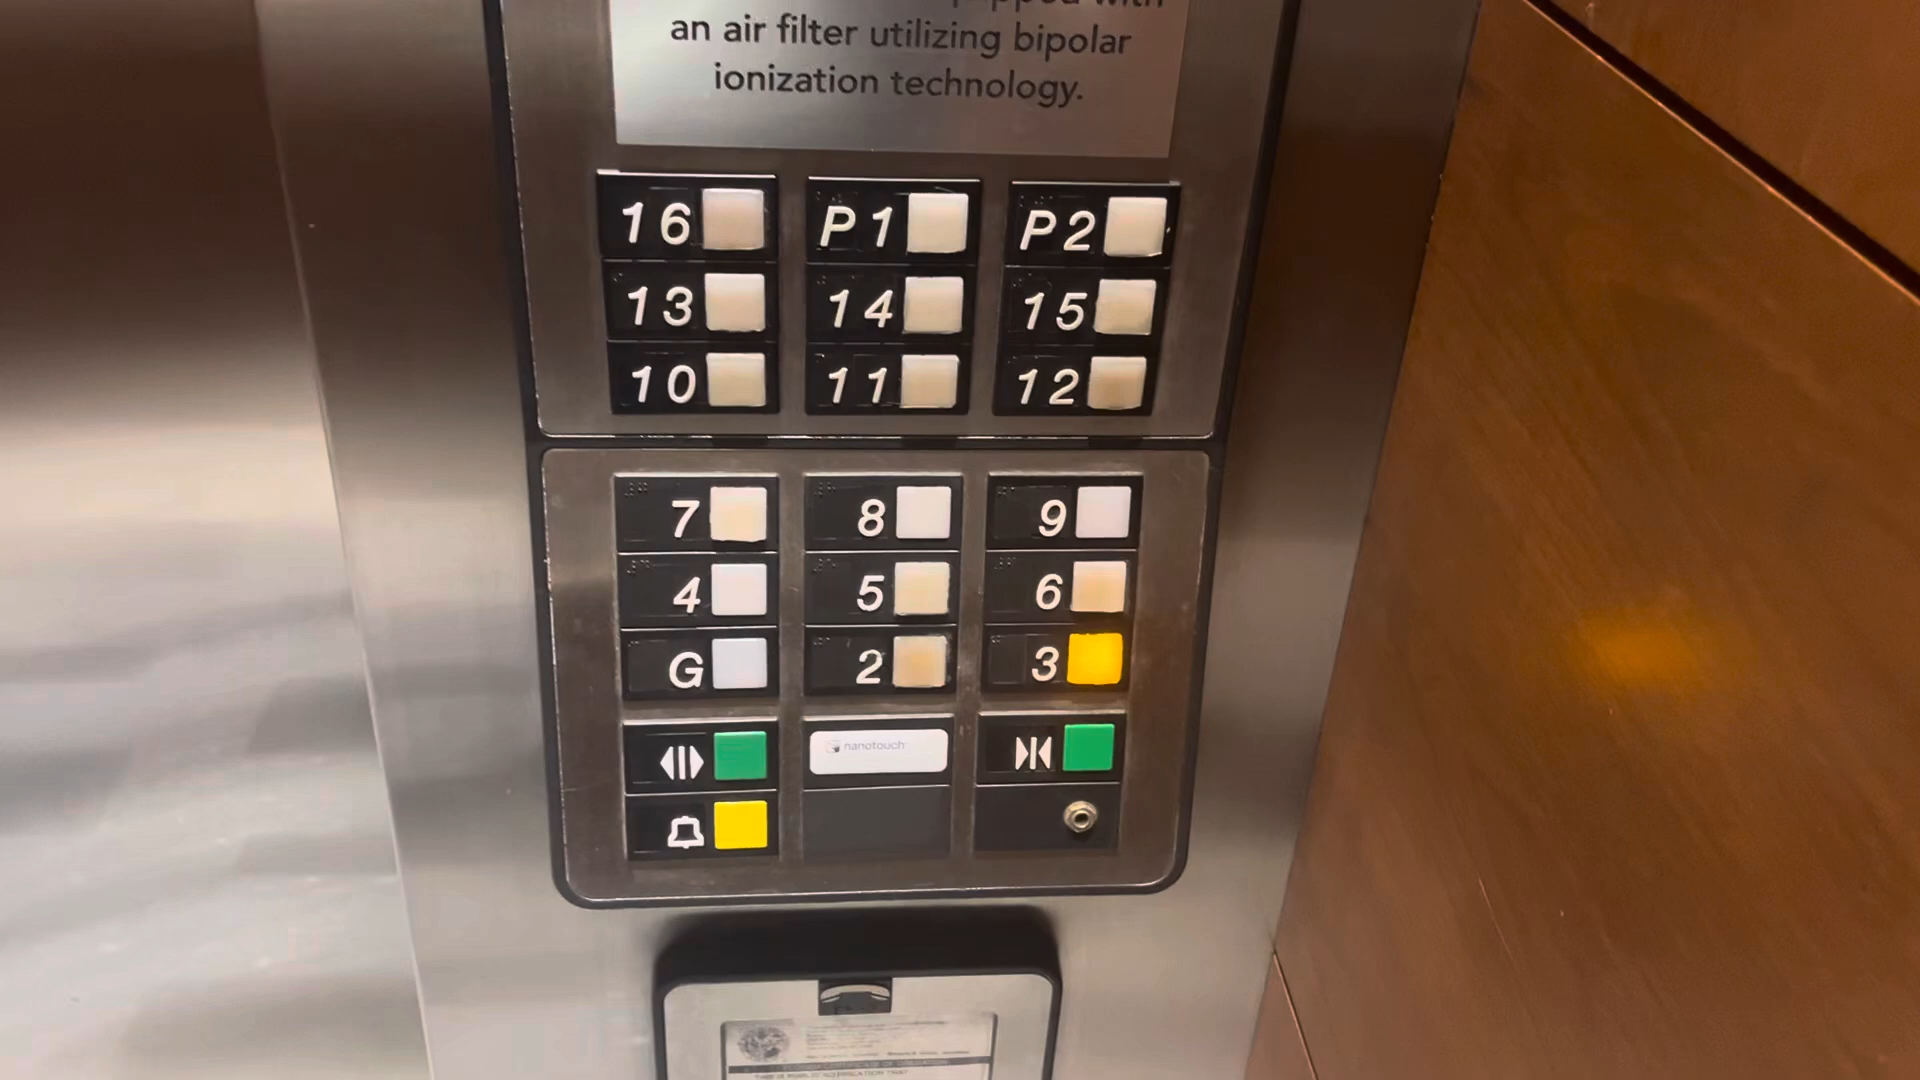 with
an air filter utilizing bipolar
ionization technology.
16 P1 P2
13 14 15
10 11 12
7 8 9
4 5 6
G 2 3
nanotouch